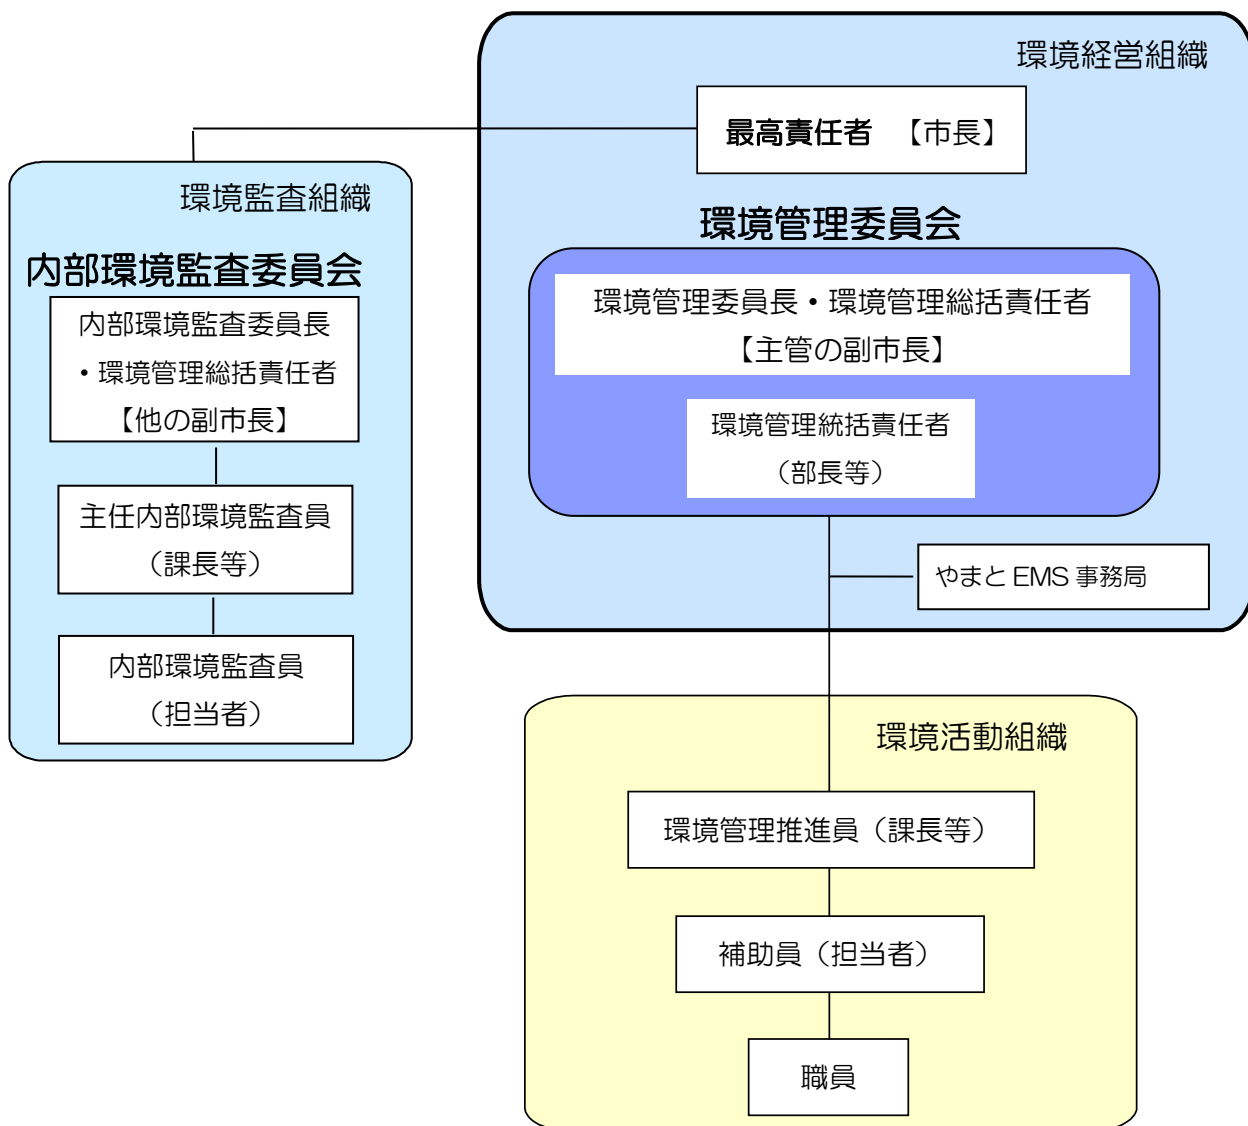 環境経営組織
最高責任者 【市長】
環境監査組織
内部環境監査委員会
内部環境監査委員長
・環境管理総括責任者
【他の副市長】
主任内部環境監査員
（課長等）
内部環境監査員
（担当者）
環境管理委員会
環境管理委員長・環境管理総括責任者
【主管の副市長】
環境管理統括責任者
（部長等）
やまと EMS 事務局
環境活動組織
環境管理推進員（課長等）
補助員（担当者）
職員